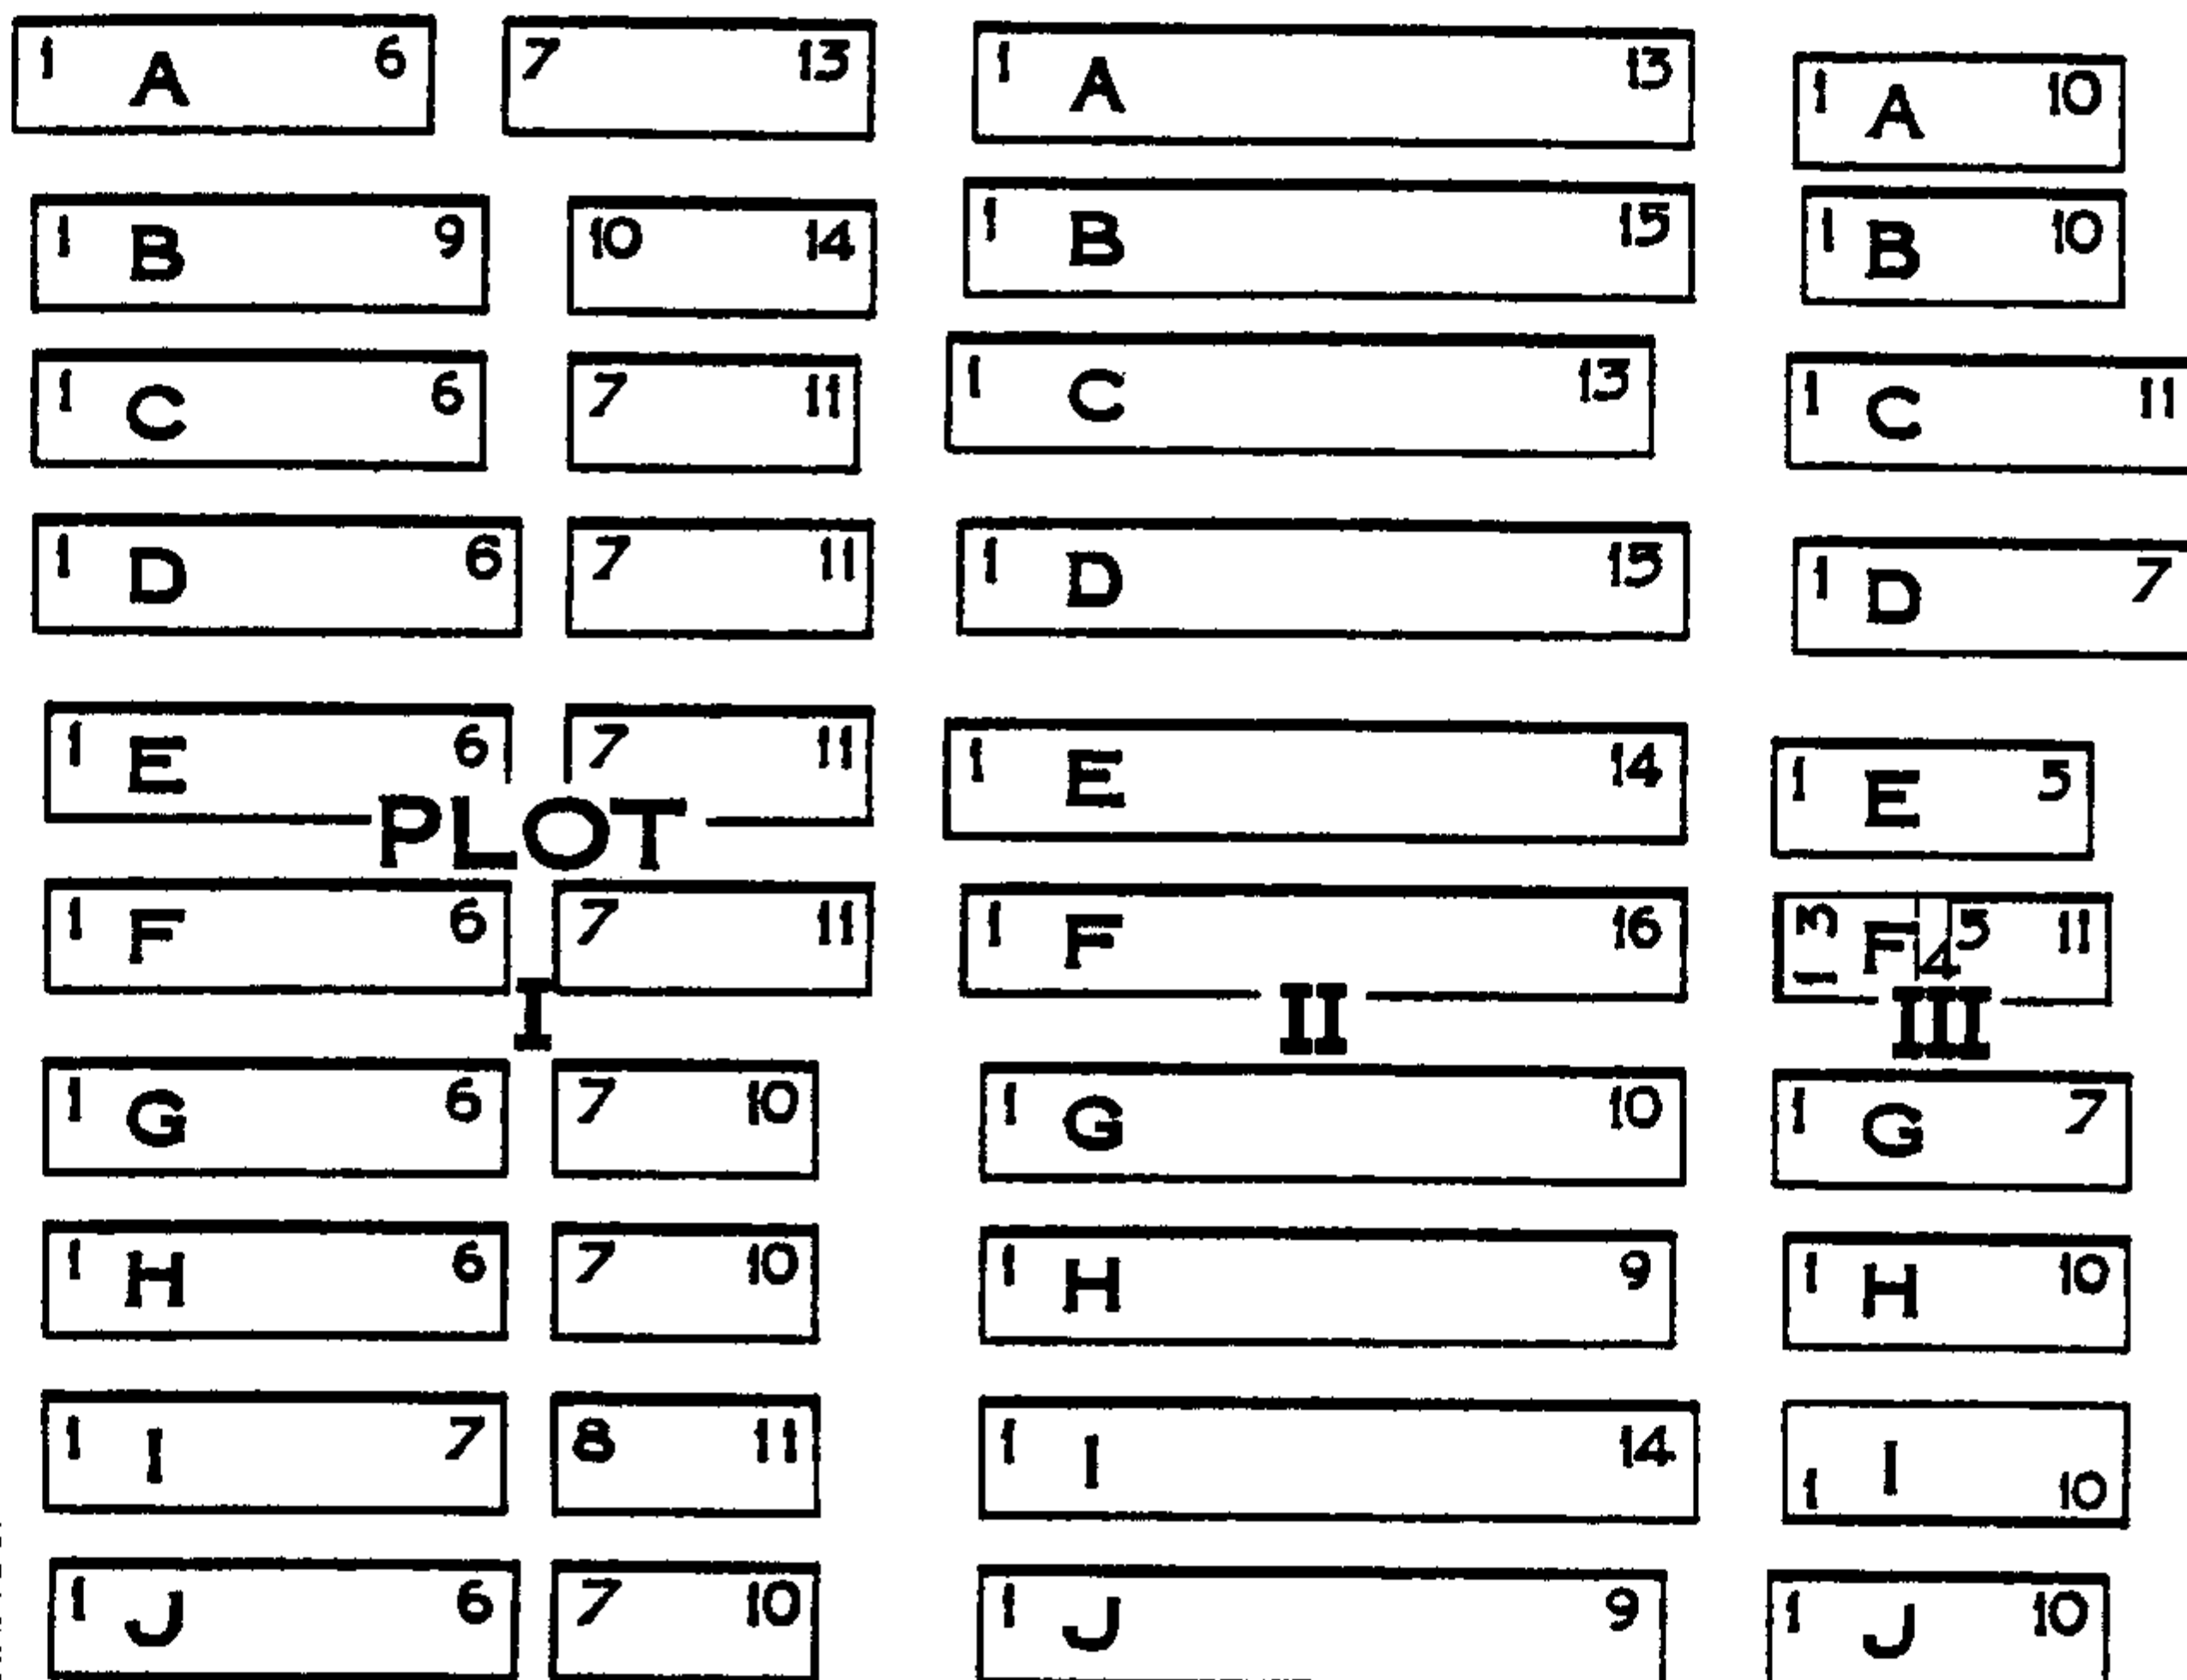 1 A 6 7 13 1 A 13 1 A 10
1 B 9 10 14 1 B 15 1 B 10
1 C 6 7 11 1 C 13 1 C 11
1 D 6 7 11 1 D 15 1 D 7
1 E 6 7 11 1 E 14 1 E 5
PLOT
1 F 6 7 11 1 F 16 1 3 F 4 5 11
I II III
1 G 6 7 10 1 G 10 1 G 7
1 H 6 7 10 1 H 9 1 H 10
1 I 7 8 11 1 I 14 1 I 10
1 J 6 7 10 1 J 9 1 J 10